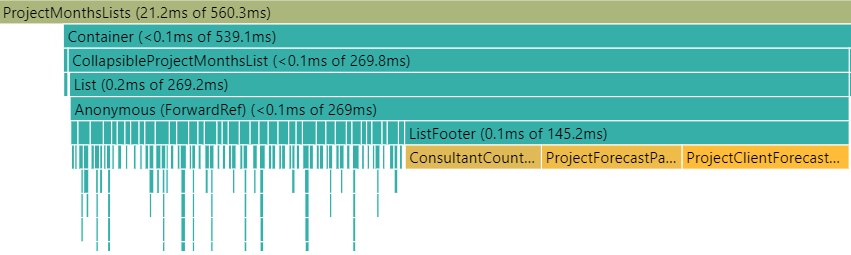 ProjectMonthsLists (21.2ms of 560.3ms)
Container (<0.1ms of 539.1ms)
CollapsibleProjectMonthsList (<0.1ms of 269.8ms)
List (0.2ms of 269.2ms)
Anonymous (ForwardRef) (<0.1ms of 269ms)
ListFooter (0.1ms of 145.2ms)
ConsultantCount... ProjectForecastPa... ProjectClientForecast...